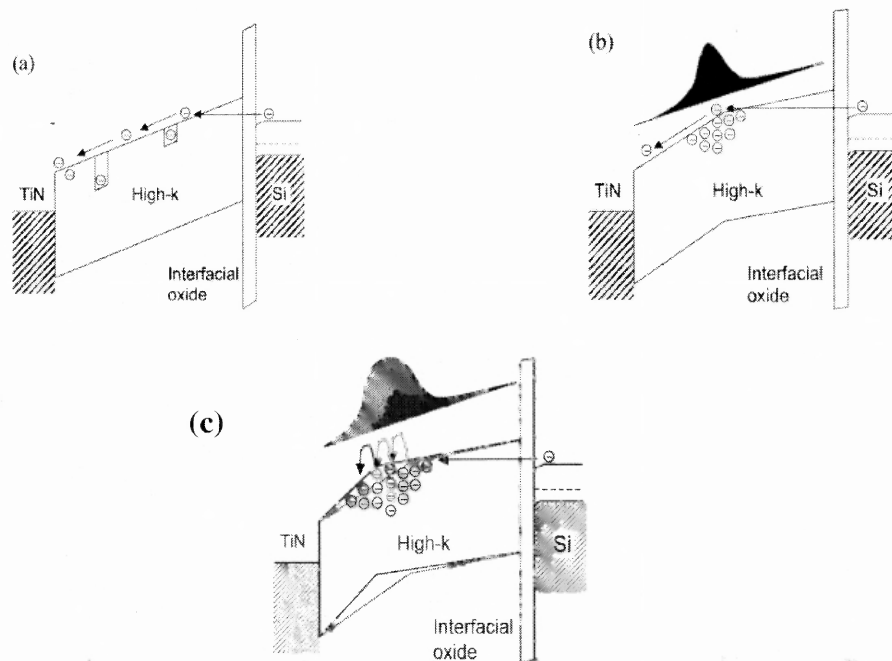 (a)
TiN
High-k
Si
Interfacial
oxide
(b)
TiN
High-k
Si
Interfacial
oxide
(c)
TiN
High-k
Si
Interfacial
oxide